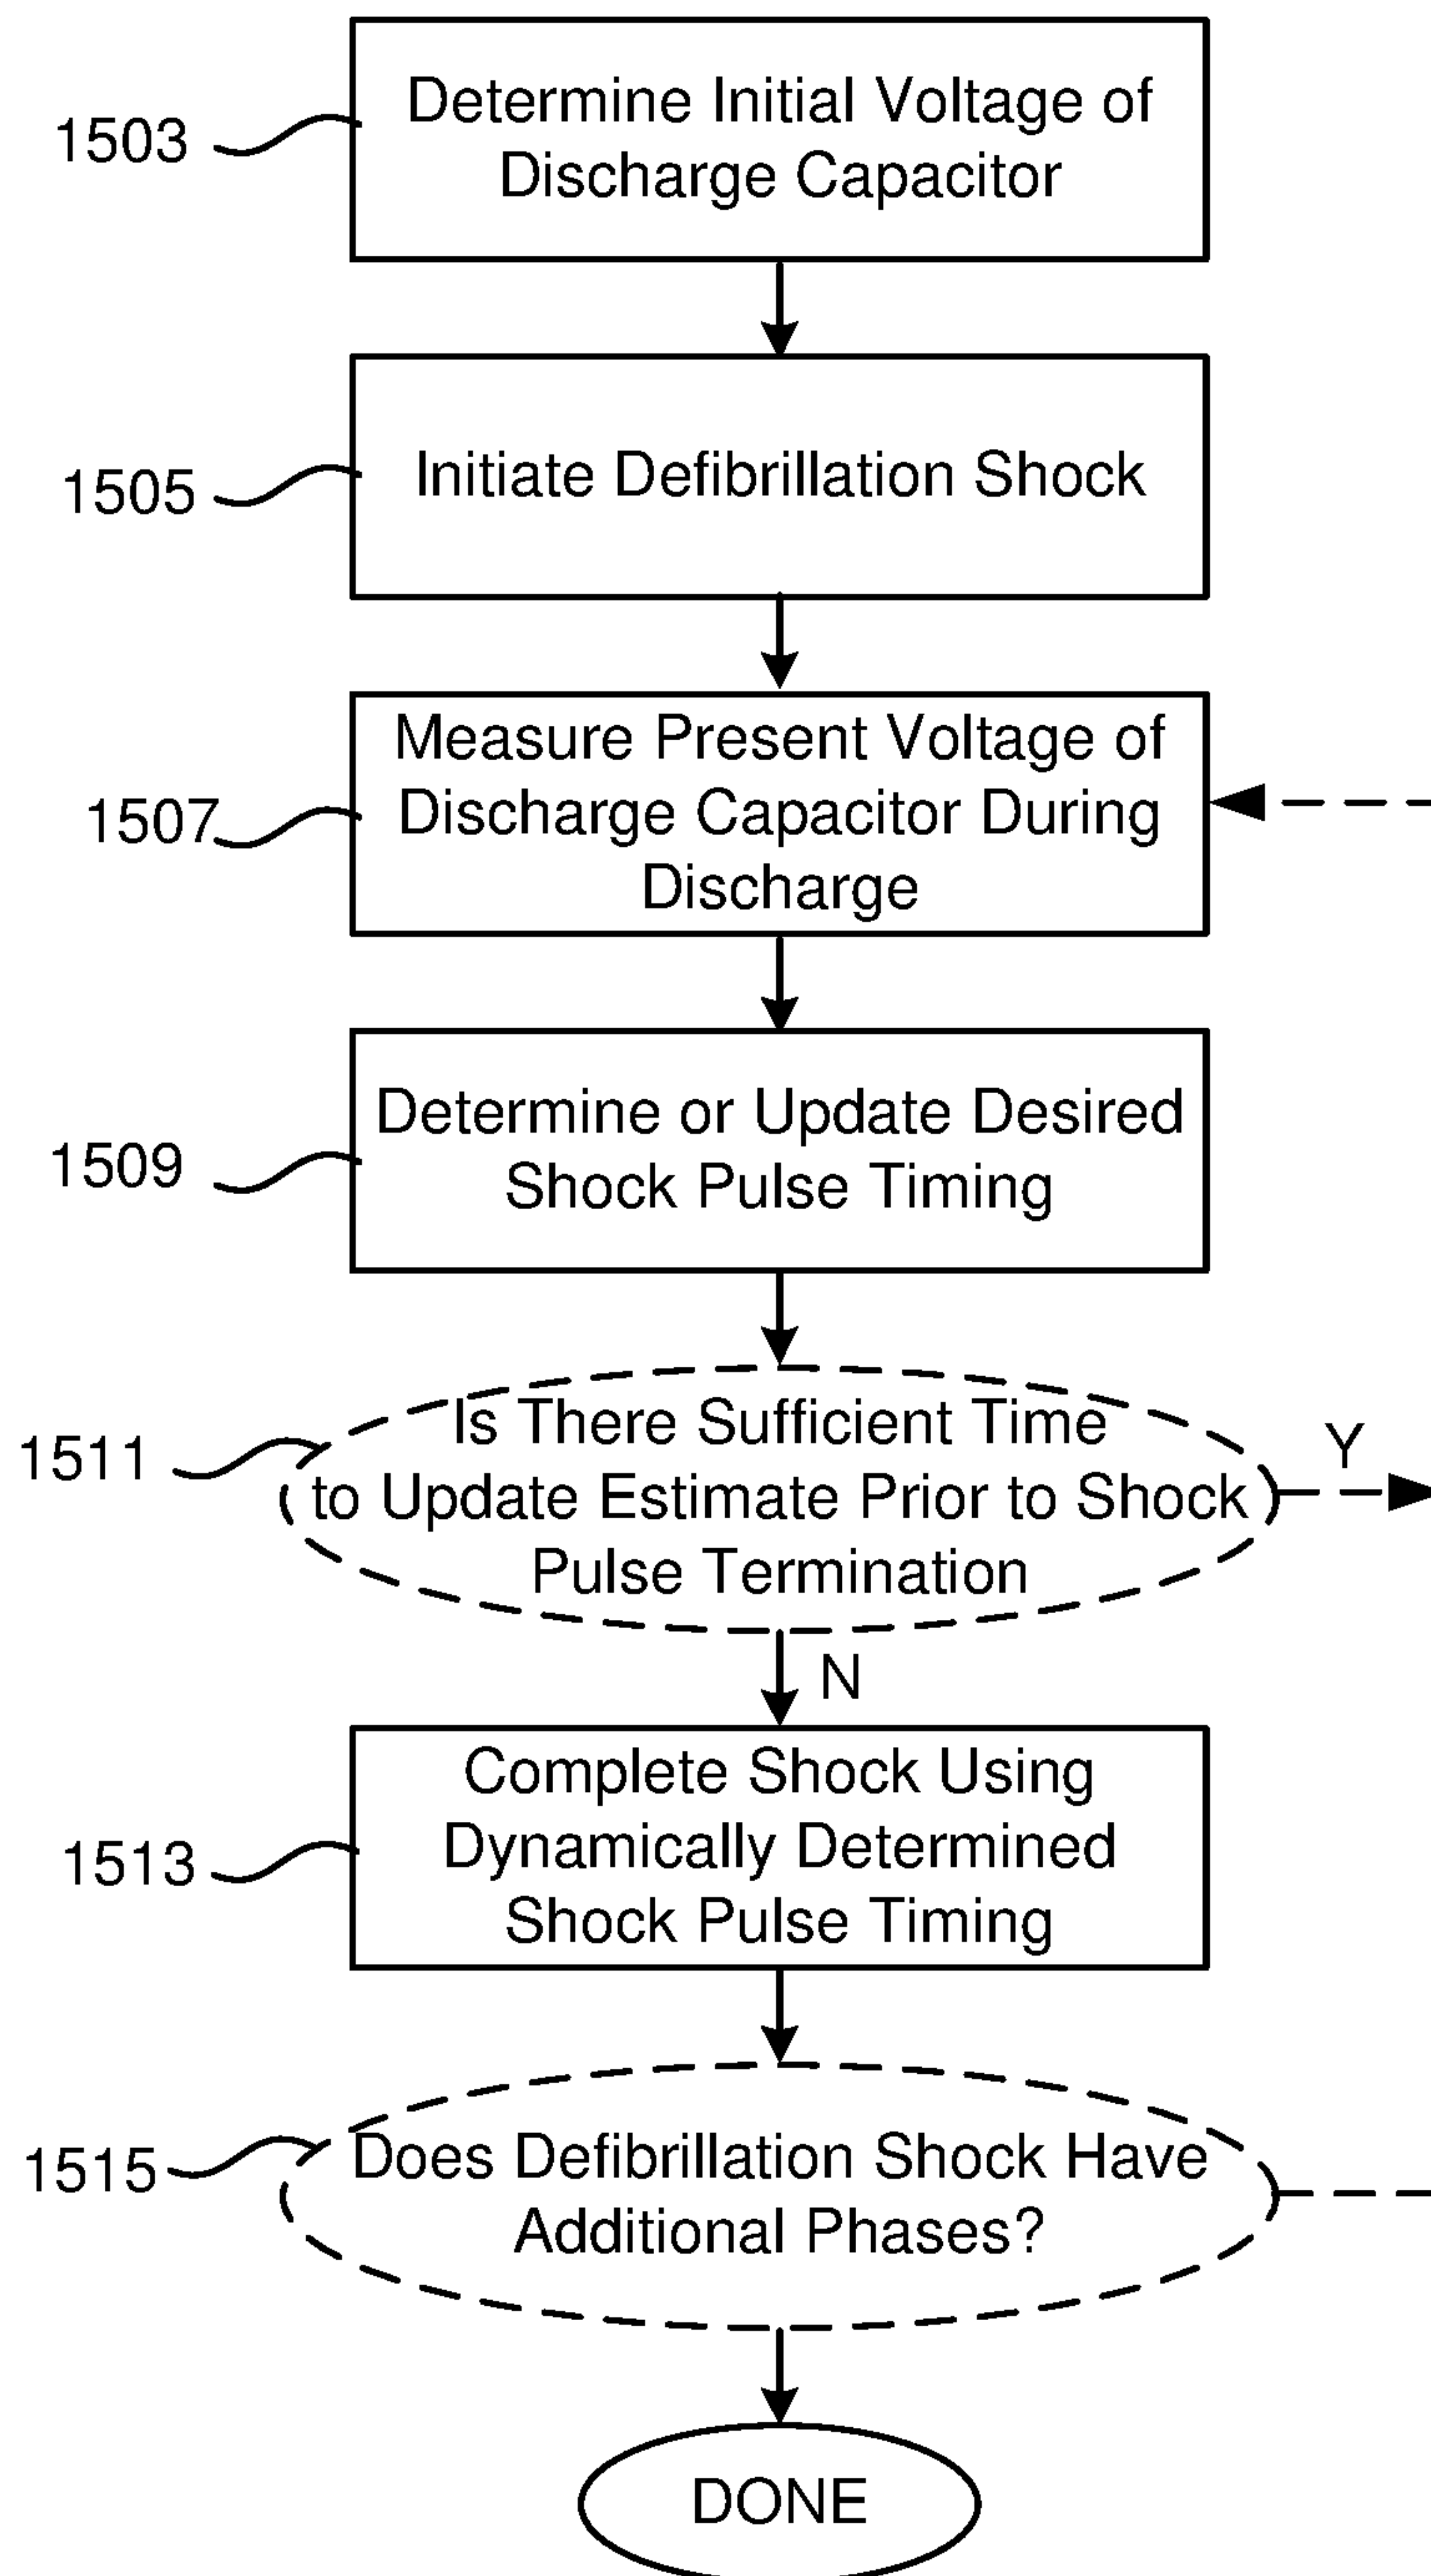 1503
Determine Initial Voltage of
Discharge Capacitor
1505
Initiate Defibrillation Shock
1507
Measure Present Voltage of
Discharge Capacitor During
Discharge
1509
Determine or Update Desired
Shock Pulse Timing
1511
Is There Sufficient Time
to Update Estimate Prior to Shock
Pulse Termination
Y
N
1513
Complete Shock Using
Dynamically Determined
Shock Pulse Timing
1515
Does Defibrillation Shock Have
Additional Phases?
DONE